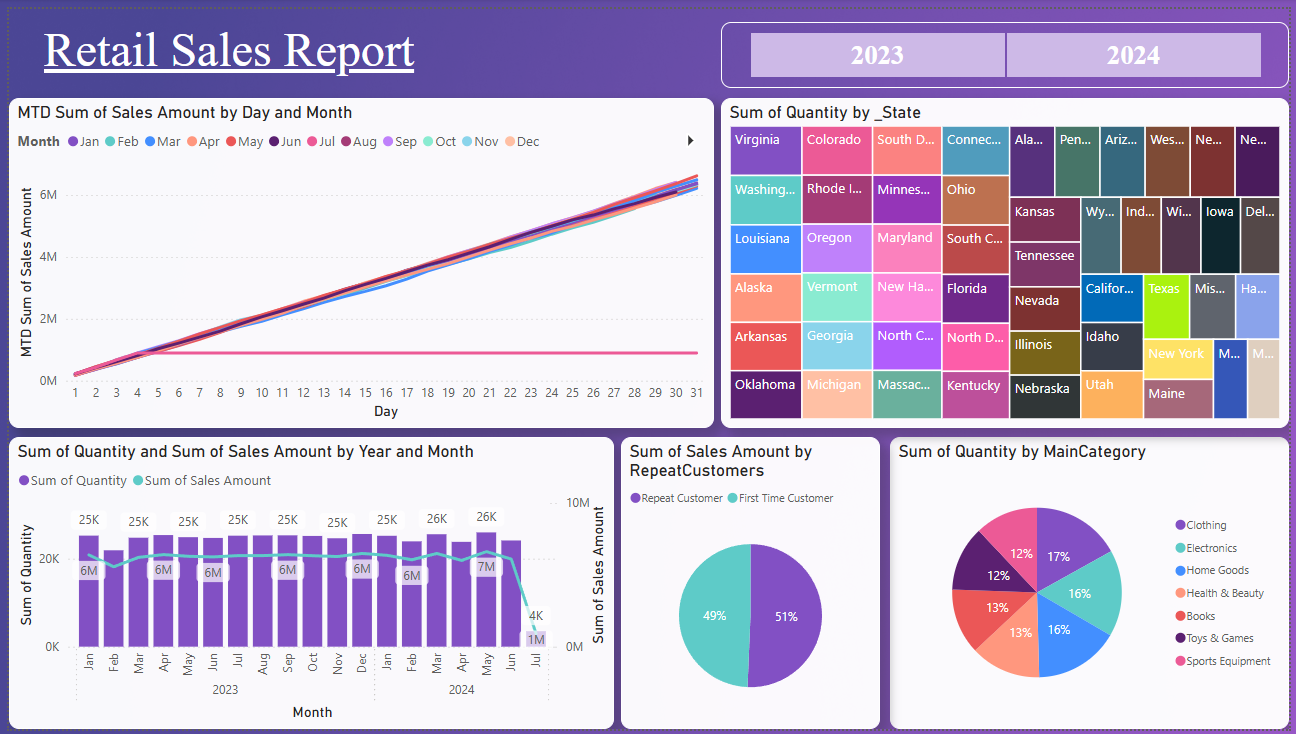 Retail Sales Report
2023 2024
MTD Sum of Sales Amount by Day and Month
Month Jan Feb Mar Apr May Jun Jul Aug Sep Oct Nov Dec
MTD Sum of Sales Amount
6M
4M
2M
0M
1 2 3 4 5 6 7 8 9 10 11 12 13 14 15 16 17 18 19 20 21 22 23 24 25 26 27 28 29 30 31
Day
Sum of Quantity by _State
Virginia Colorado South D... Connec... Ala... Pen... Ariz... Wes... Ne... Ne...
Washing... Rhode I... Minnes... Ohio Kansas Wy... Ind... Wi... Iowa Del...
Louisiana Oregon Maryland South C... Tennessee
Alaska Vermont New Ha... Florida Nevada Califor... Texas Mis... Ha...
Arkansas Georgia North C... North D... Illinois Idaho New York M... M...
Oklahoma Michigan Massac... Kentucky Nebraska Utah Maine
Sum of Quantity and Sum of Sales Amount by Year and Month
Sum of Quantity Sum of Sales Amount
Sum of Quantity
20K
0K
25K 25K 25K 25K 25K 25K 25K 26K 26K 4K
6M 6M 6M 6M 6M 6M 7M 1M
10M
0M
Sum of Sales Amount
Jan Feb Mar Apr May Jun Jul Aug Sep Oct Nov Dec Jan Feb Mar Apr May Jun Jul
2023 2024
Month
Sum of Sales Amount by
RepeatCustomers
Repeat Customer First Time Customer
49% 51%
Sum of Quantity by MainCategory
17%
16%
16%
13%
13%
12%
12%
Clothing
Electronics
Home Goods
Health & Beauty
Books
Toys & Games
Sports Equipment